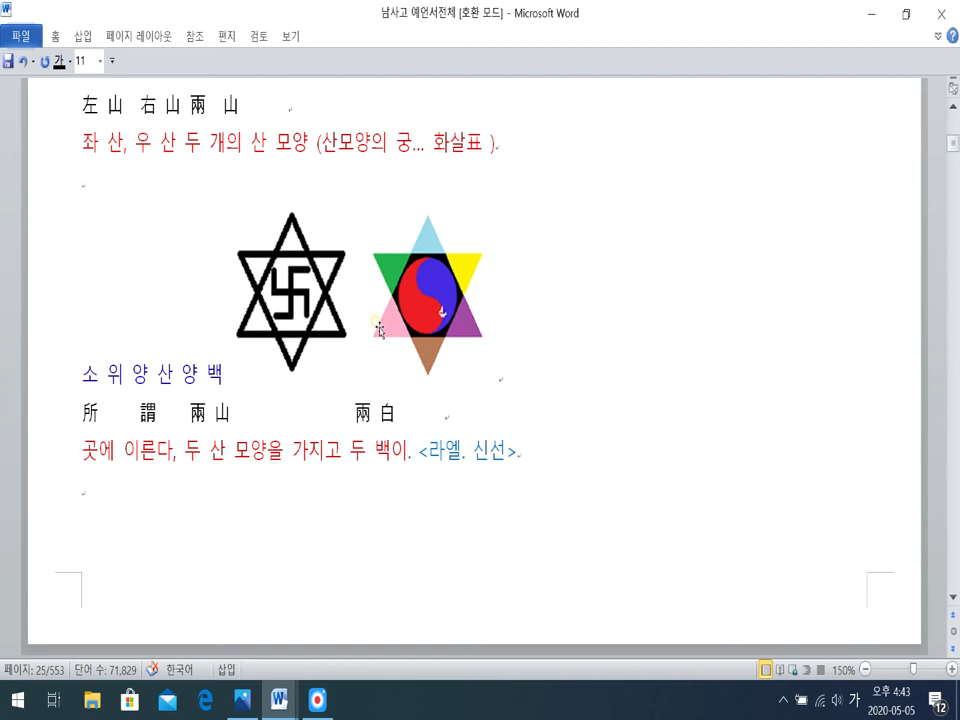 남사고 예언서전체 [호환 모드] - Microsoft Word
파일 홈 삽입 페이지 레이아웃 참조 편지 검토 보기
가 11
左 山 右 山 兩 山
좌 산, 우 산 두 개의 산 모양 (산모양의 궁... 화살표 ).
소 위 양 산 양 백
所 謂 兩 山 兩 白
곳에 이른다, 두 산 모양을 가지고 두 백이. <라엘. 신선>
페이지: 25/553 단어 수: 71,829 한국어 삽입 150%
가 오후 4:43
2020-05-05 12